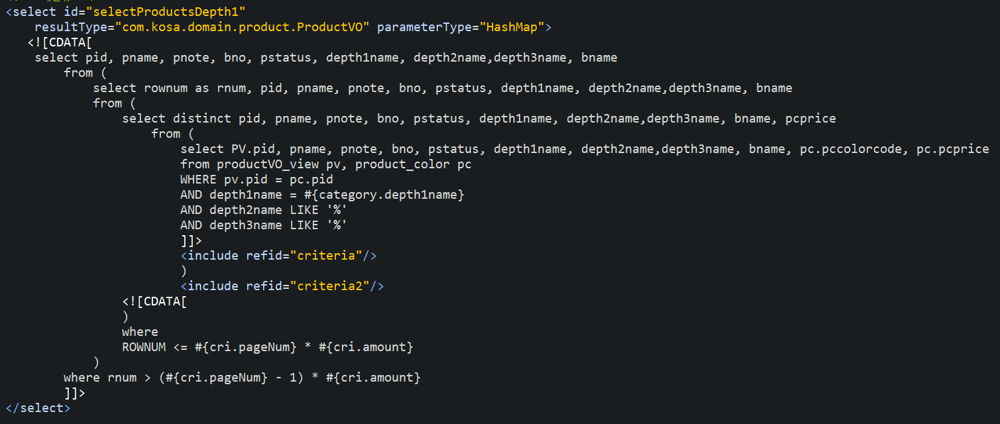 <select id="selectProductsDepth1"
resultType="com.kosa.domain.product.ProductVO" parameterType="HashMap">
<![CDATA[
select pid, pname, pnote, bno, pstatus, depth1name, depth2name,depth3name, bname
from (
select rownum as rnum, pid, pname, pnote, bno, pstatus, depth1name, depth2name,depth3name, bname
from (
select distinct pid, pname, pnote, bno, pstatus, depth1name, depth2name,depth3name, bname, pcprice
from (
select PV.pid, pname, pnote, bno, pstatus, depth1name, depth2name,depth3name, bname, pc.pccolorcode, pc.pcprice
from productVO_view pv, product_color pc
WHERE pv.pid = pc.pid
AND depth1name = #{category.depth1name}
AND depth2name LIKE '%'
AND depth3name LIKE '%'
]]>
<include refid="criteria"/>
)
<include refid="criteria2"/>
<![CDATA[
)
where
ROWNUM <= #{cri.pageNum} * #{cri.amount}
)
where rnum > (#{cri.pageNum} - 1) * #{cri.amount}
]]>
</select>